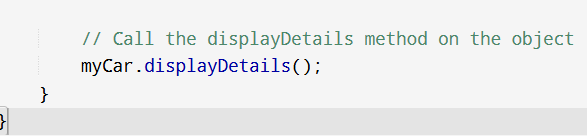 // Call the displayDetails method on the object
myCar.displayDetails();
}
}